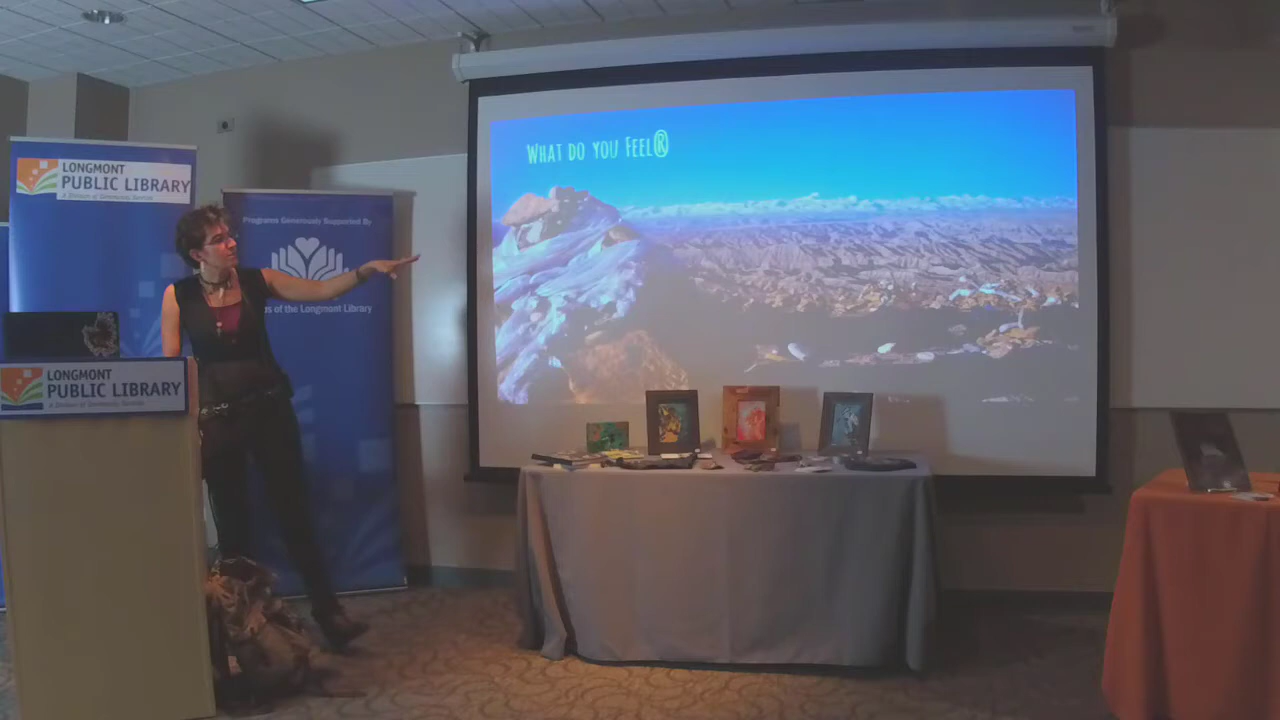 LONGMONT
PUBLIC LIBRARY
A Division of Community Services
Programs Generously Supported By
s of the Longmont Library
WHAT DO YOU FEEL®
LONGMONT
PUBLIC LIBRARY
A Division of Community Services